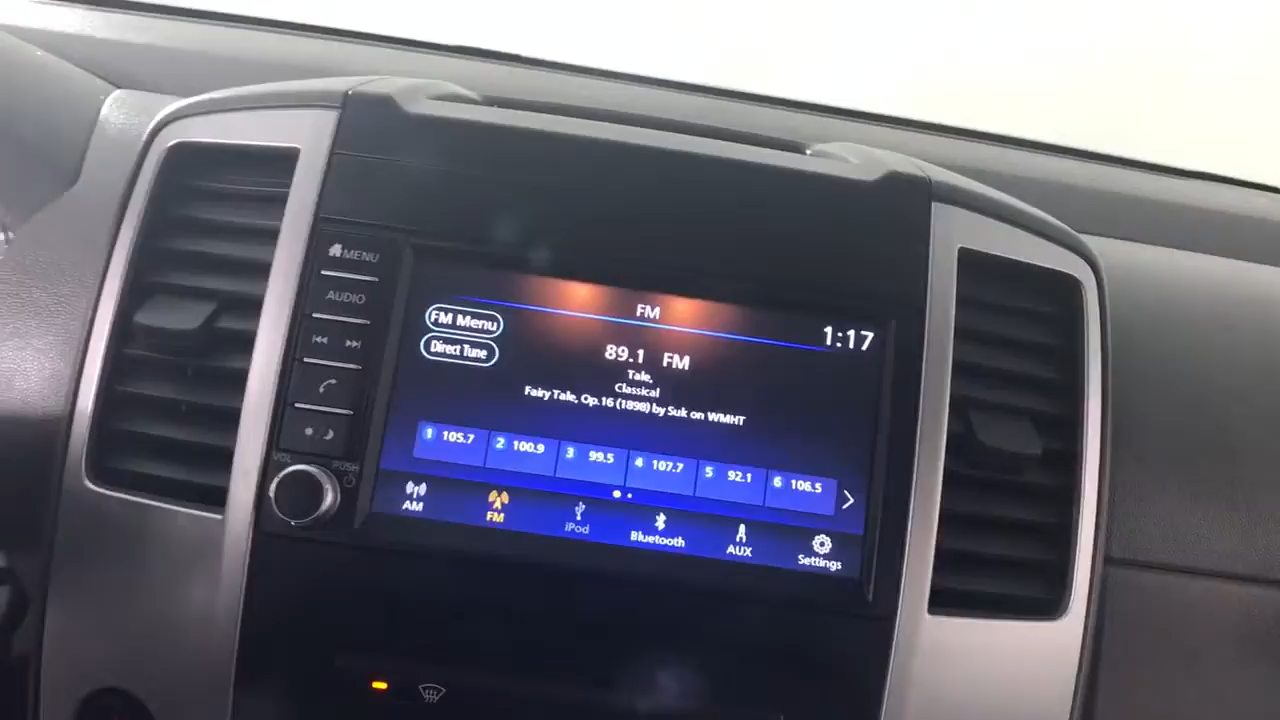 MENU
AUDIO
VOL
PUSH
FM
1:17
FM Menu
Direct Tune
89.1 FM
Tale,
Classical
Fairy Tale, Op.16 (1898) by Suk on WMHT
1 105.7 2 100.9 3 99.5 4 107.7 5 92.1 6 106.5
AM FM iPod Bluetooth AUX Settings